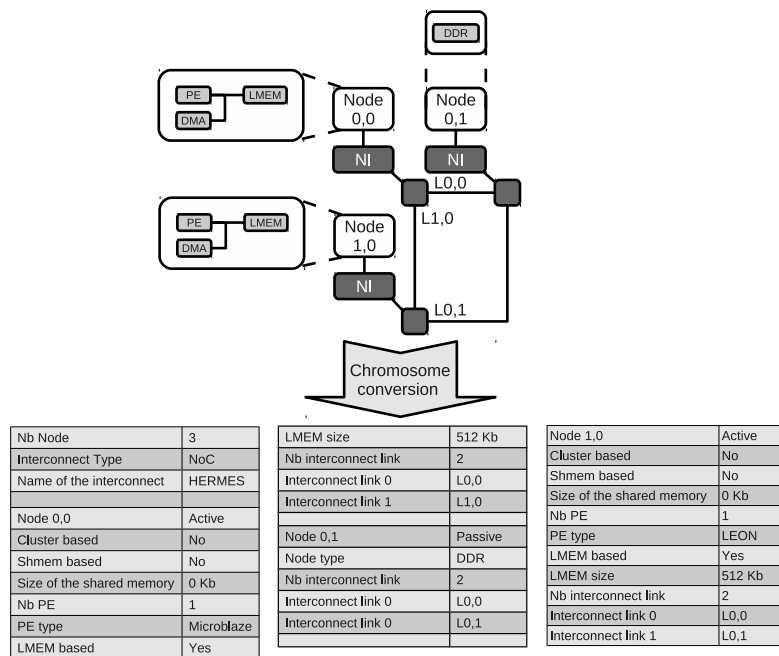 DDR
PE LMEM
DMA
Node
0,0
Node
0,1
NI
NI
L0,0
L1,0
PE LMEM
DMA
Node
1,0
NI
L0,1
Chromosome
conversion
Nb Node 3
Interconnect Type NoC
Name of the interconnect HERMES
Node 0,0 Active
Cluster based No
Shmem based No
Size of the shared memory 0 Kb
Nb PE 1
PE type Microblaze
LMEM based Yes
LMEM size 512 Kb
Nb interconnect link 2
Interconnect link 0 L0,0
Interconnect link 1 L1,0
Node 0,1 Passive
Node type DDR
Nb interconnect link 2
Interconnect link 0 L0,0
Interconnect link 0 L0,1
Node 1,0 Active
Cluster based No
Shmem based No
Size of the shared memory 0 Kb
Nb PE 1
PE type LEON
LMEM based Yes
LMEM size 512 Kb
Nb interconnect link 2
Interconnect link 0 L0,0
Interconnect link 1 L0,1